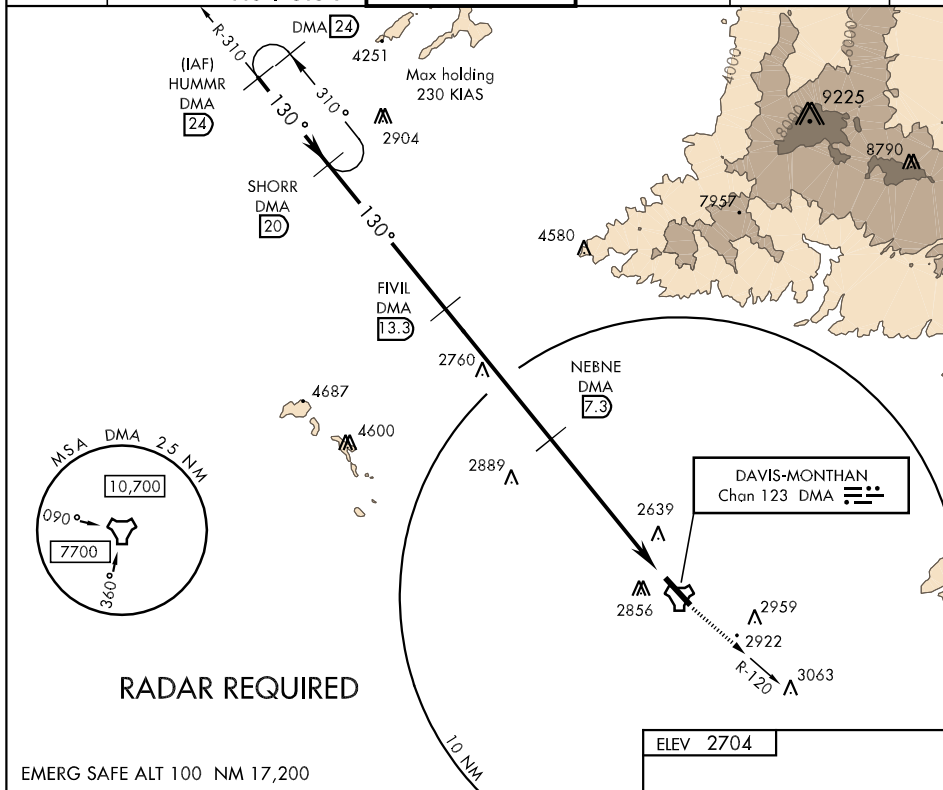 R-310
DMA 24
4251
(IAF)
HUMMR
DMA
24
130°
310°
Max holding
230 KIAS
2904
4000
8000
8000
9225
8790
7957
SHORR
DMA
20
130°
4580
FIVIL
DMA
13.3
2760
NEBNE
DMA
7.3
4687
4600
MSA DMA 25 NM
10,700
090°
7700
360°
2889
DAVIS-MONTHAN
Chan 123 DMA
2639
2856
2959
2922
R-120
3063
RADAR REQUIRED
10 NM
ELEV 2704
EMERG SAFE ALT 100 NM 17,200